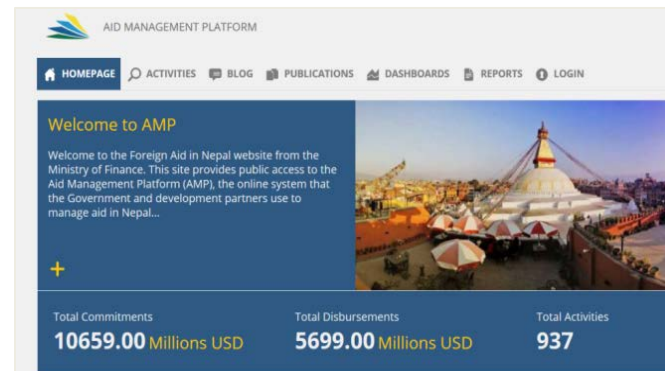 AID MANAGEMENT PLATFORM
HOMEPAGE ACTIVITIES BLOG PUBLICATIONS DASHBOARDS REPORTS LOGIN
Welcome to AMP
Welcome to the Foreign Aid in Nepal website from the
Ministry of Finance. This site provides public access to the
Aid Management Platform (AMP), the online system that
the Government and development partners use to
manage aid in Nepal...
+
Total Commitments Total Disbursements Total Activities
10659.00 Millions USD 5699.00 Millions USD 937